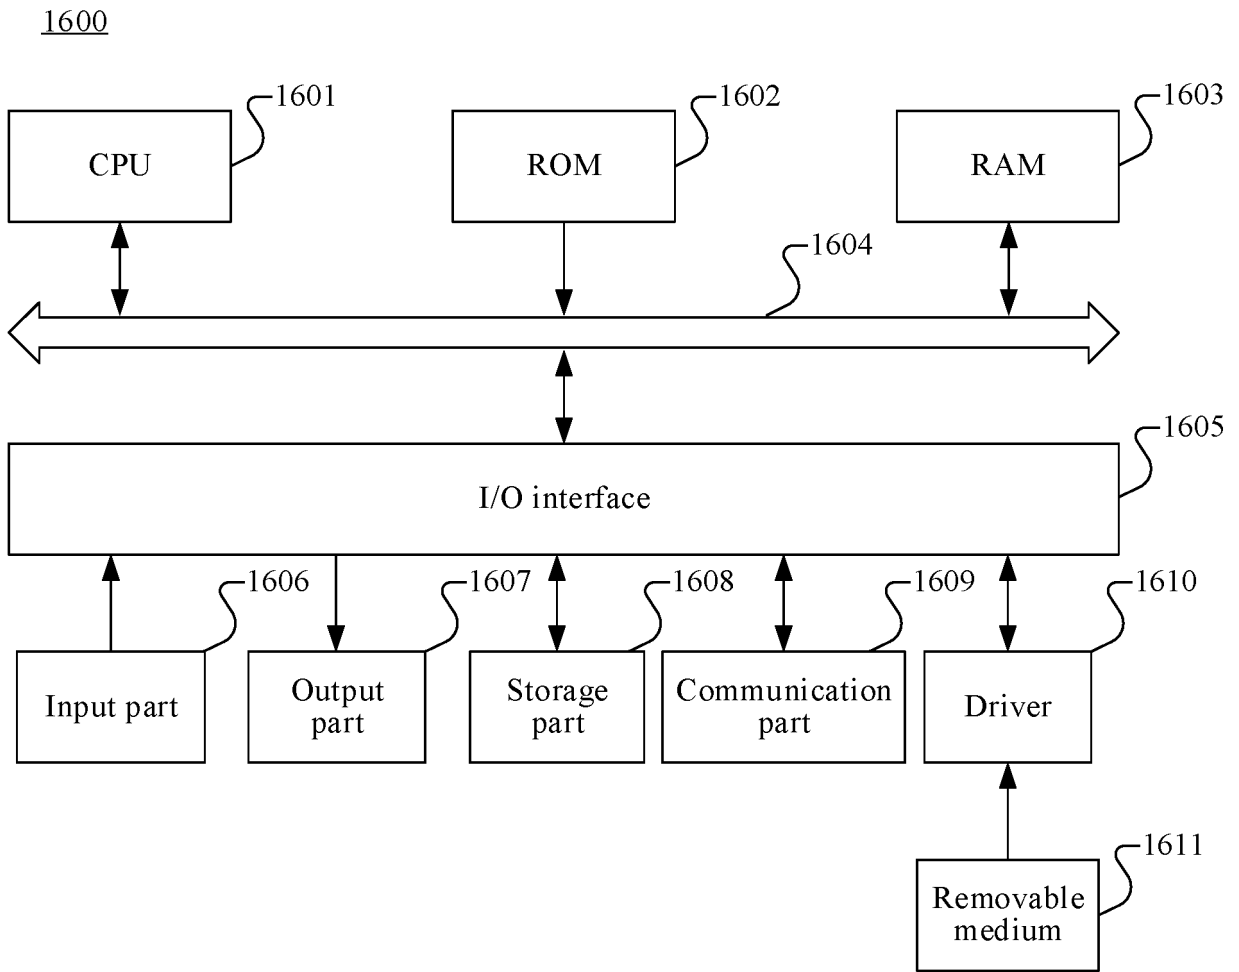 1600
1601
1602
1603
CPU
ROM
RAM
1604
1605
I/O interface
1606
1607
1608
1609
1610
Input part
Output
part
Storage
part
Communication
part
Driver
1611
Removable
medium